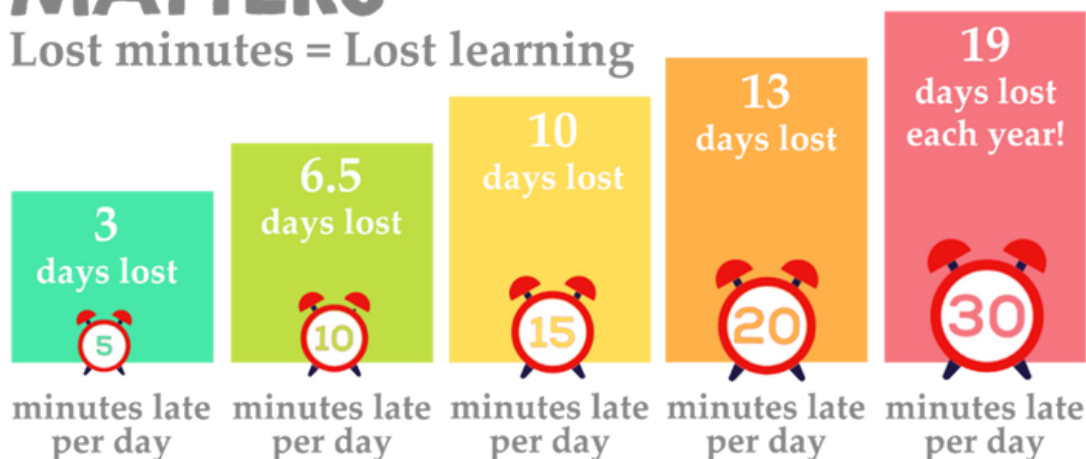 MATTERS
Lost minutes = Lost learning
3
days lost
5
minutes late
per day
6.5
days lost
10
minutes late
per day
10
days lost
15
minutes late
per day
13
days lost
20
minutes late
per day
19
days lost
each year!
30
minutes late
per day